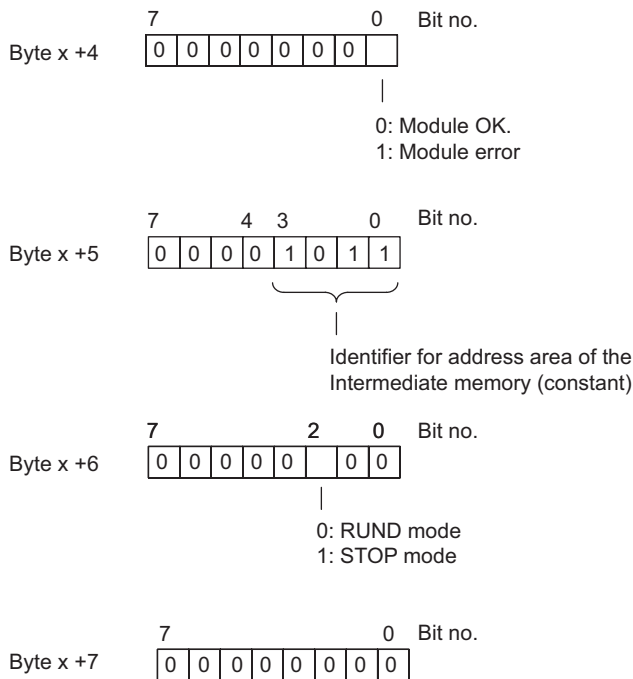 7 0 Bit no.
Byte x +4 0 0 0 0 0 0 0
0: Module OK.
1: Module error
7 4 3 0 Bit no.
Byte x +5 0 0 0 0 1 0 1 1
Identifier for address area of the
Intermediate memory (constant)
7 2 0 Bit no.
Byte x +6 0 0 0 0 0 0 0
0: RUND mode
1: STOP mode
7 0 Bit no.
Byte x +7 0 0 0 0 0 0 0 0